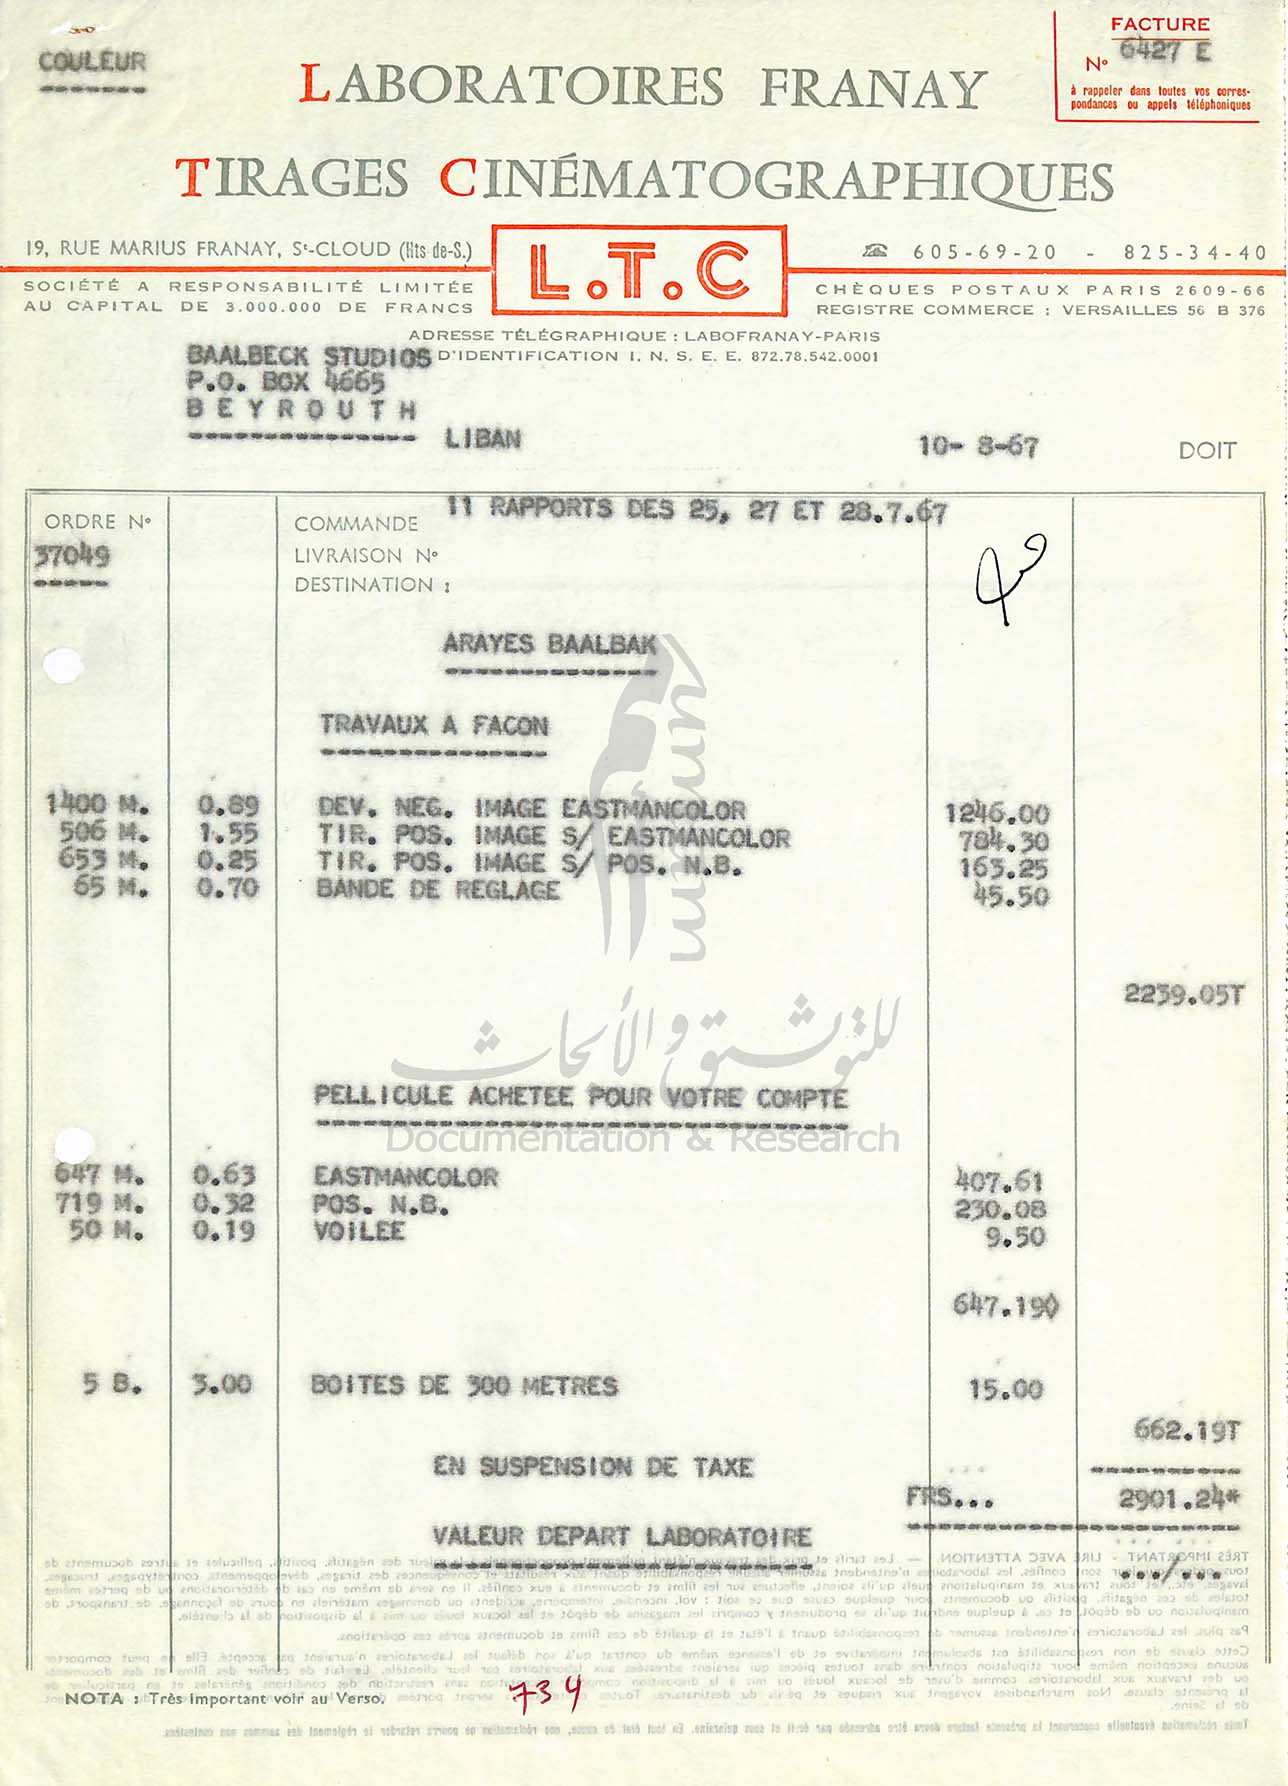 COULEUR
FACTURE
N° 6427 E
à rappeler dans toutes vos corres-
pondances ou appels téléphoniques
LABORATOIRES FRANAY
TIRAGES CINÉMATOGRAPHIQUES
19, RUE MARIUS FRANAY, St-CLOUD (Hts-de-S.)
L.T.C
605-69-20 - 825-34-40
SOCIÉTÉ A RESPONSABILITÉ LIMITÉE
AU CAPITAL DE 3.000.000 DE FRANCS
CHÈQUES POSTAUX PARIS 2609-66
REGISTRE COMMERCE : VERSAILLES 56 B 376
ADRESSE TÉLÉGRAPHIQUE : LABOFRANAY-PARIS
D'IDENTIFICATION I. N. S. E. E. 872.78.542.0001
BAALBECK STUDIOS
P.O. BOX 4665
BEYROUTH
LIBAN
10- 8-67
DOIT
ORDRE N°
37049
COMMANDE 11 RAPPORTS DES 25, 27 ET 28.7.67
LIVRAISON N°
DESTINATION :
ARAYES BAALBAK
TRAVAUX A FACON
1400 M. 0.89 DEV. NEG. IMAGE EASTMANCOLOR 1246.00
506 M. 1.55 TIR. POS. IMAGE S/ EASTMANCOLOR 784.30
653 M. 0.25 TIR. POS. IMAGE S/ POS. N.B. 163.25
65 M. 0.70 BANDE DE REGLAGE 45.50
umam
2239.05T
للتوثيق والأبحاث
PELLICULE ACHETEE POUR VOTRE COMPTE
Documentation & Research
647 M. 0.63 EASTMANCOLOR 407.61
719 M. 0.32 POS. N.B. 230.08
50 M. 0.19 VOILEE 9.50
647.19◊
5 B. 3.00 BOITES DE 300 METRES 15.00
662.19T
EN SUSPENSION DE TAXE
FRS... 2901.24*
VALEUR DEPART LABORATOIRE
.../...
NOTA : Très Important voir au Verso.
734